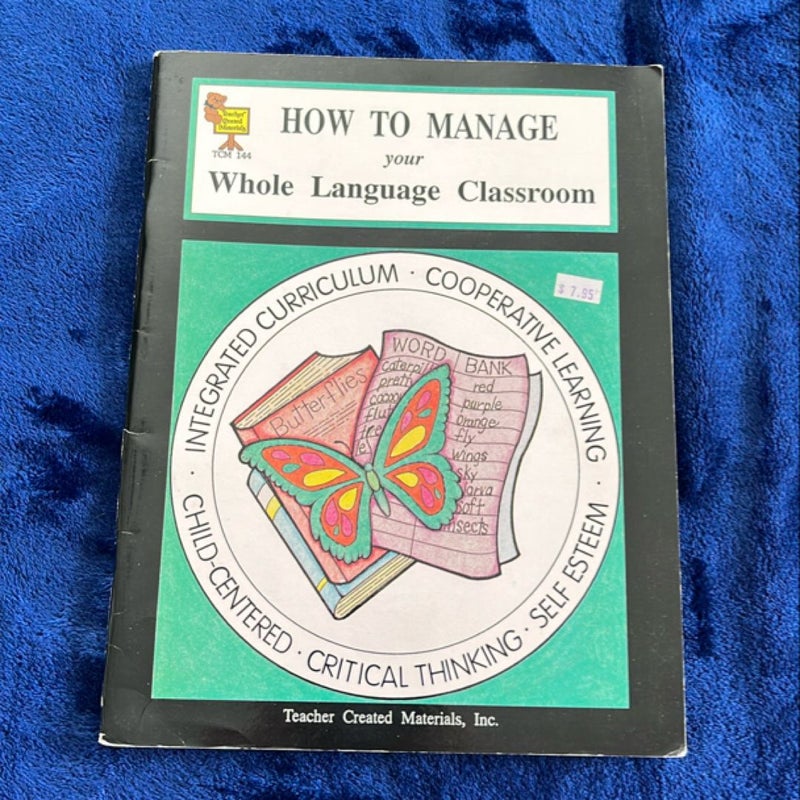 Teacher
Created
Materials
TCM 144
HOW TO MANAGE
your
Whole Language Classroom
$ 7.95
INTEGRATED CURRICULUM · COOPERATIVE LEARNING ·
SELF ESTEEM · CRITICAL THINKING · CHILD-CENTERED ·
Butterflies
WORD BANK
red
purple
Orange
fly
wings
sky
larva
soft
insects
Teacher Created Materials, Inc.